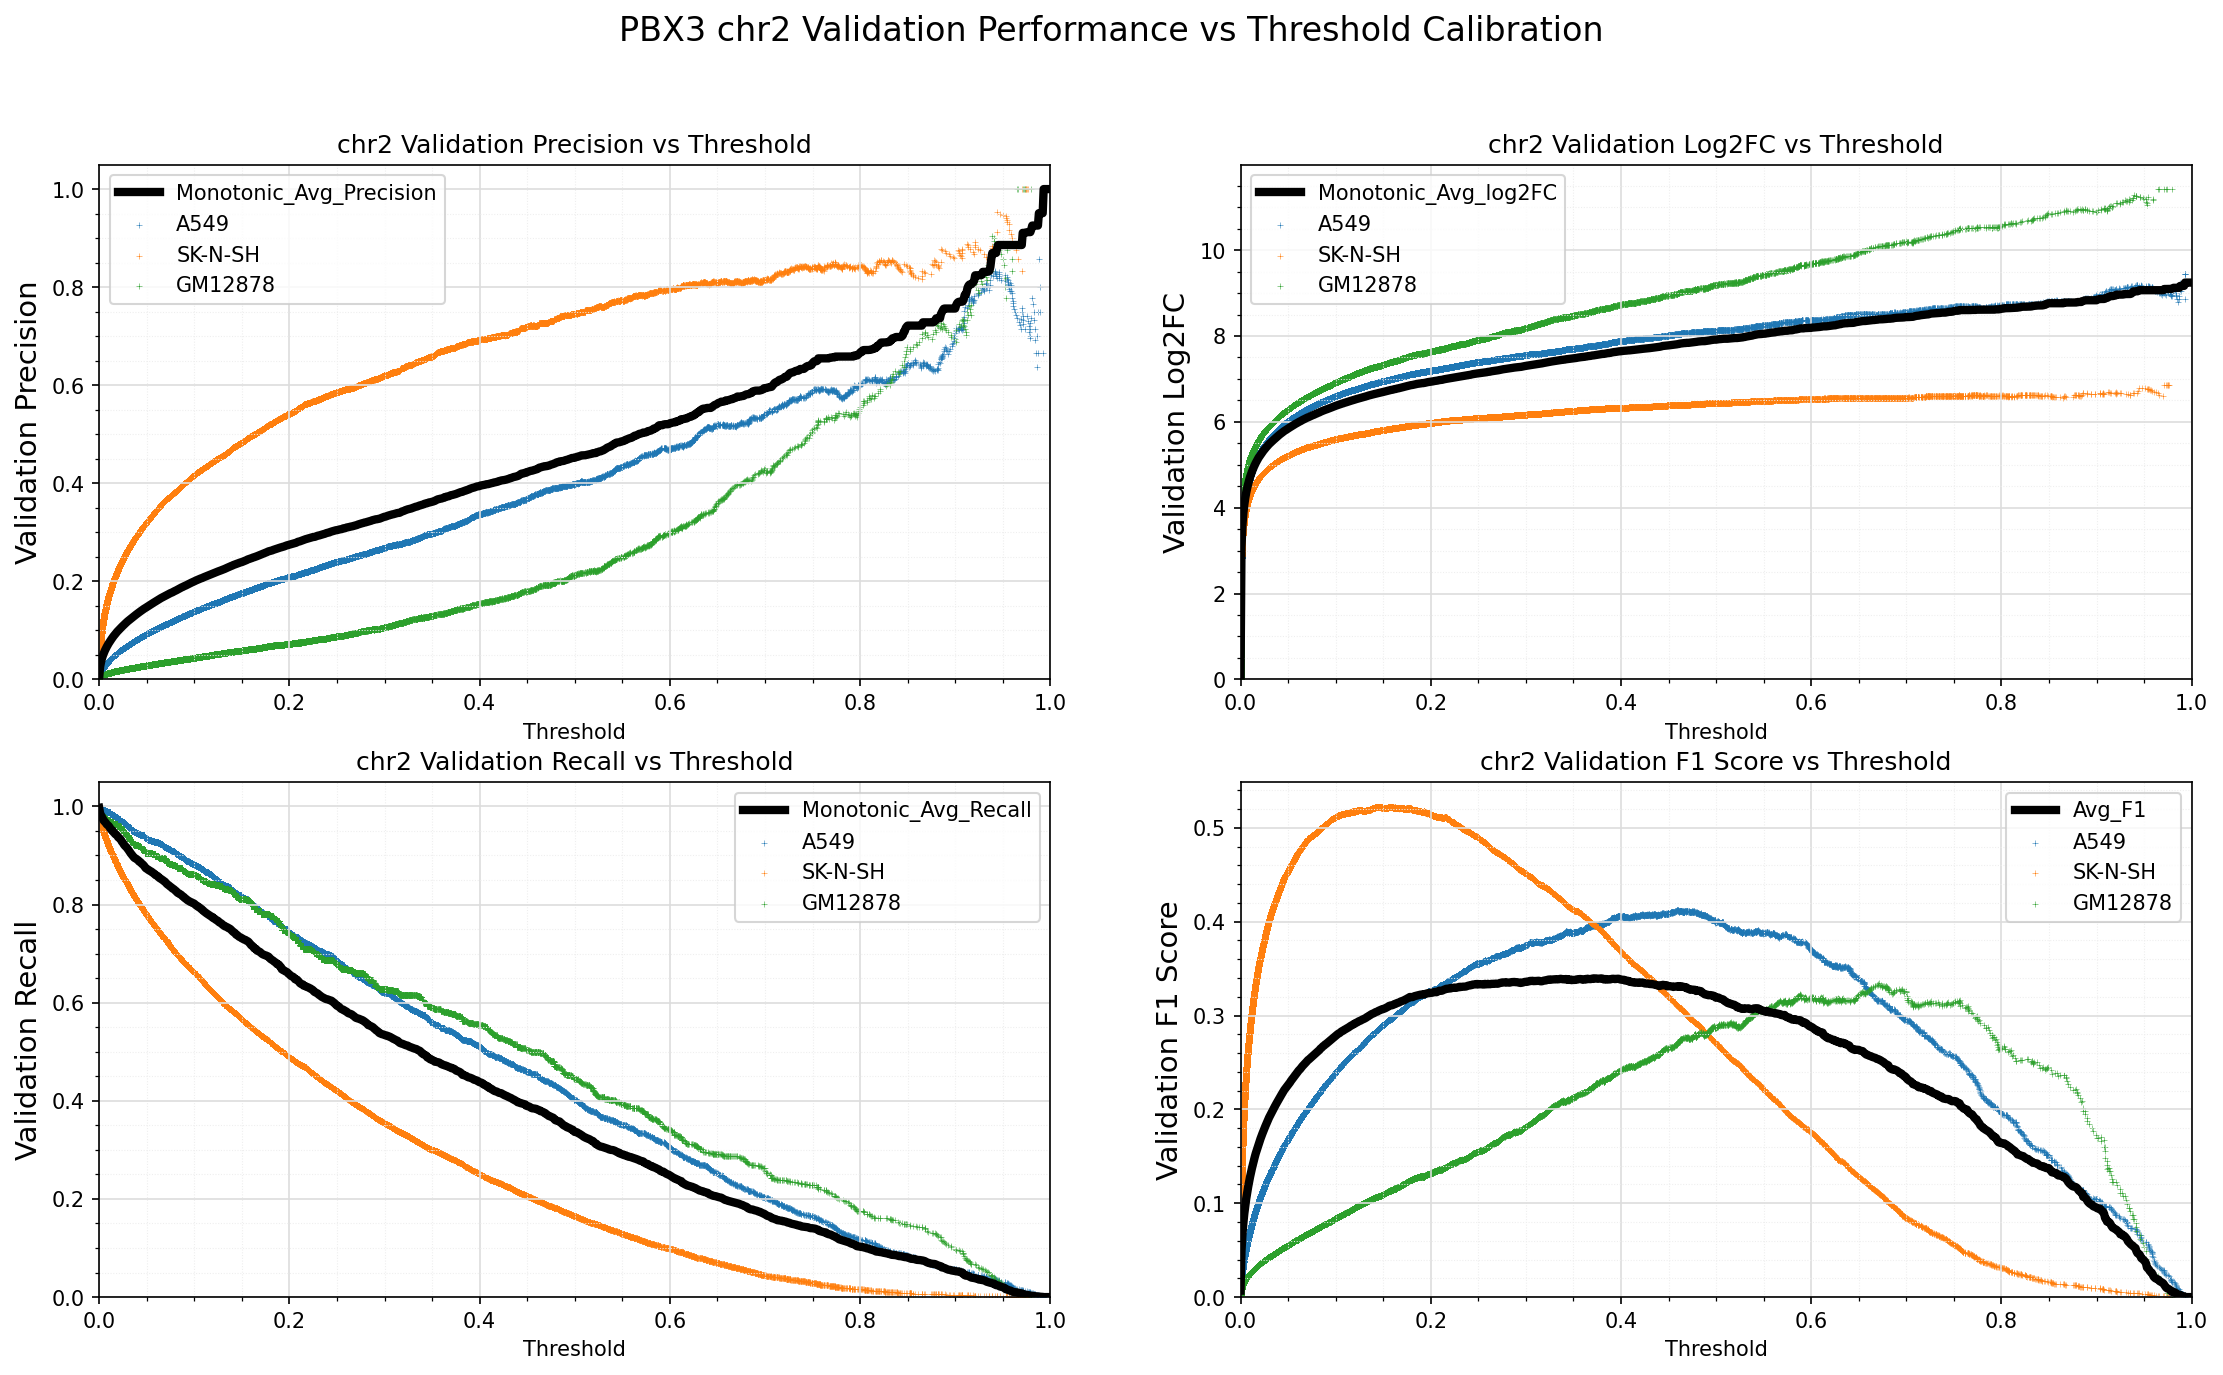 PBX3 chr2 Validation Performance vs Threshold Calibration
chr2 Validation Precision vs Threshold
Validation Precision
1.0
0.8
0.6
0.4
0.2
0.0
Monotonic_Avg_Precision
A549
SK-N-SH
GM12878
0.0 0.2 0.4 0.6 0.8 1.0
Threshold
chr2 Validation Log2FC vs Threshold
Validation Log2FC
10
8
6
4
2
0
Monotonic_Avg_log2FC
A549
SK-N-SH
GM12878
0.0 0.2 0.4 0.6 0.8 1.0
Threshold
chr2 Validation Recall vs Threshold
Validation Recall
1.0
0.8
0.6
0.4
0.2
0.0
Monotonic_Avg_Recall
A549
SK-N-SH
GM12878
0.0 0.2 0.4 0.6 0.8 1.0
Threshold
chr2 Validation F1 Score vs Threshold
Validation F1 Score
0.5
0.4
0.3
0.2
0.1
0.0
Avg_F1
A549
SK-N-SH
GM12878
0.0 0.2 0.4 0.6 0.8 1.0
Threshold